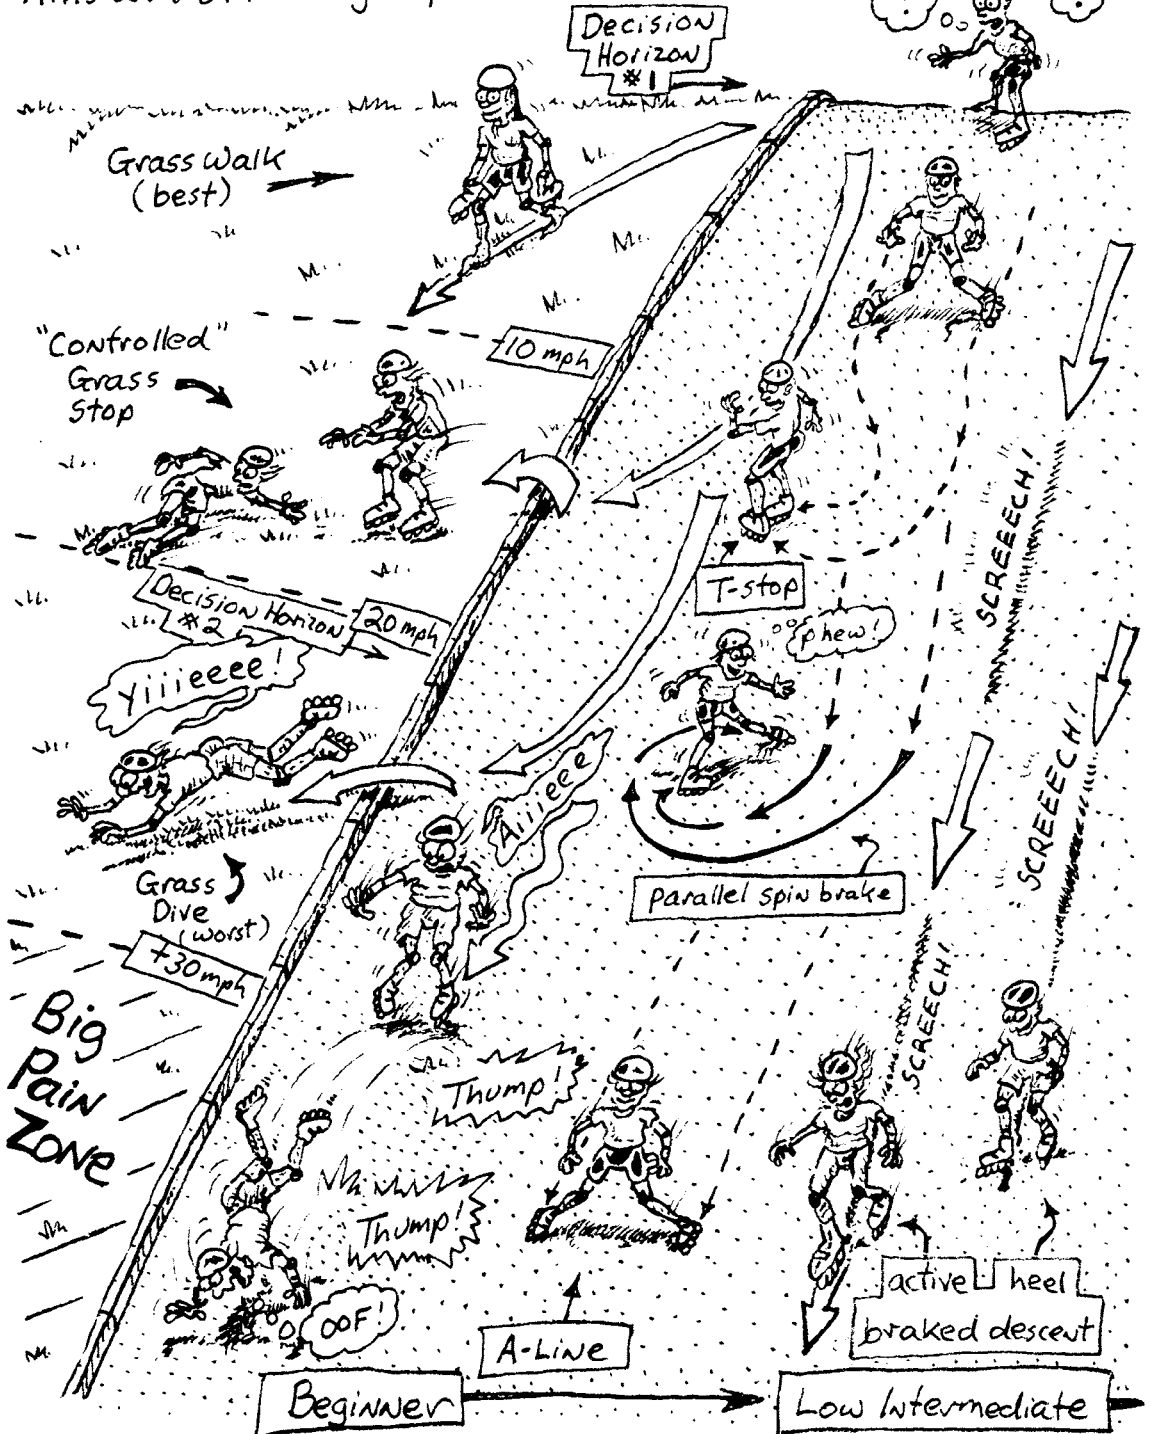 Decision
Horizon
#1
Grass Walk
(best)
10 mph
"Controlled"
Grass
Stop
SCREEEECH!
T-stop
Decision Horizon
#2
20 mph
phew!
Yiiieeee!
Aiiieee
SCREEEECH!
Grass
Dive
(worst)
parallel spin brake
+30 mph
SCREECH!
Big
Pain
Zone
Thump!
Thump!
OOF!
active heel
braked descent
A-Line
Beginner
Low Intermediate